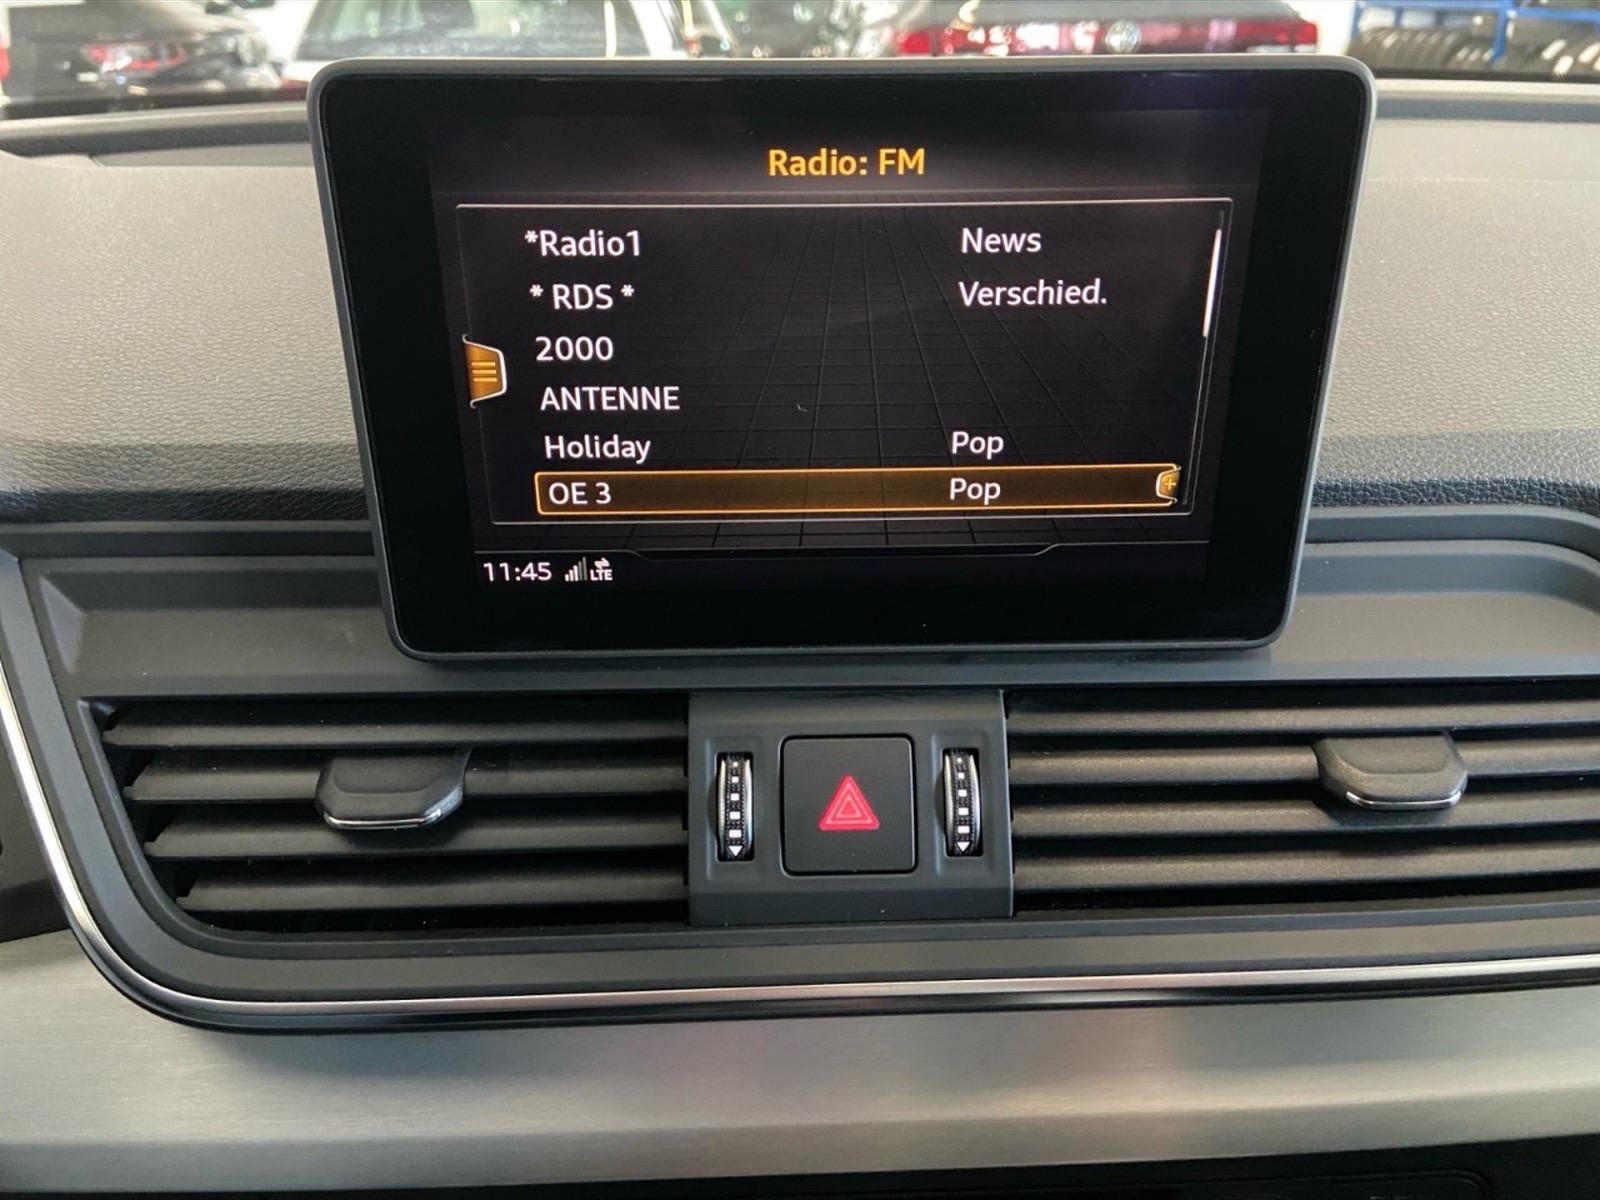 Radio: FM
*Radio1 News
* RDS * Verschied.
2000
ANTENNE
Holiday Pop
OE 3 Pop
11:45 LTE